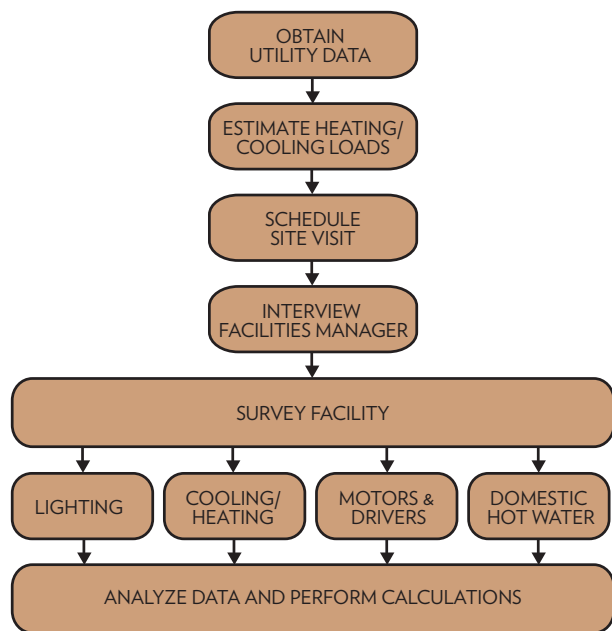 OBTAIN
UTILITY DATA
ESTIMATE HEATING/
COOLING LOADS
SCHEDULE
SITE VISIT
INTERVIEW
FACILITIES MANAGER
SURVEY FACILITY
LIGHTING
COOLING/
HEATING
MOTORS &
DRIVERS
DOMESTIC
HOT WATER
ANALYZE DATA AND PERFORM CALCULATIONS